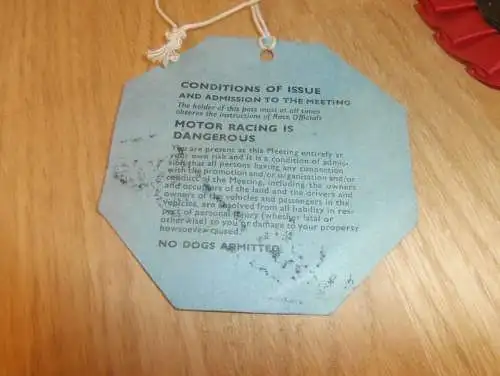 CONDITIONS OF ISSUE
AND ADMISSION TO THE MEETING
The holder of this pass must at all times
observe the instructions of Race Officials
MOTOR RACING IS
DANGEROUS
You are present at this Meeting entirely at
your own risk and it is a condition of admis-
sion that all persons having any connection
with the promotion and/or organisation and/or
conduct of the Meeting, including the owners
and occupiers of the land and the drivers and
owners of the vehicles and passengers in the
vehicles, are absolved from all liability in res-
pect of personal injury (whether fatal or
otherwise) to you or damage to your property
howsoever caused.
NO DOGS ADMITTED